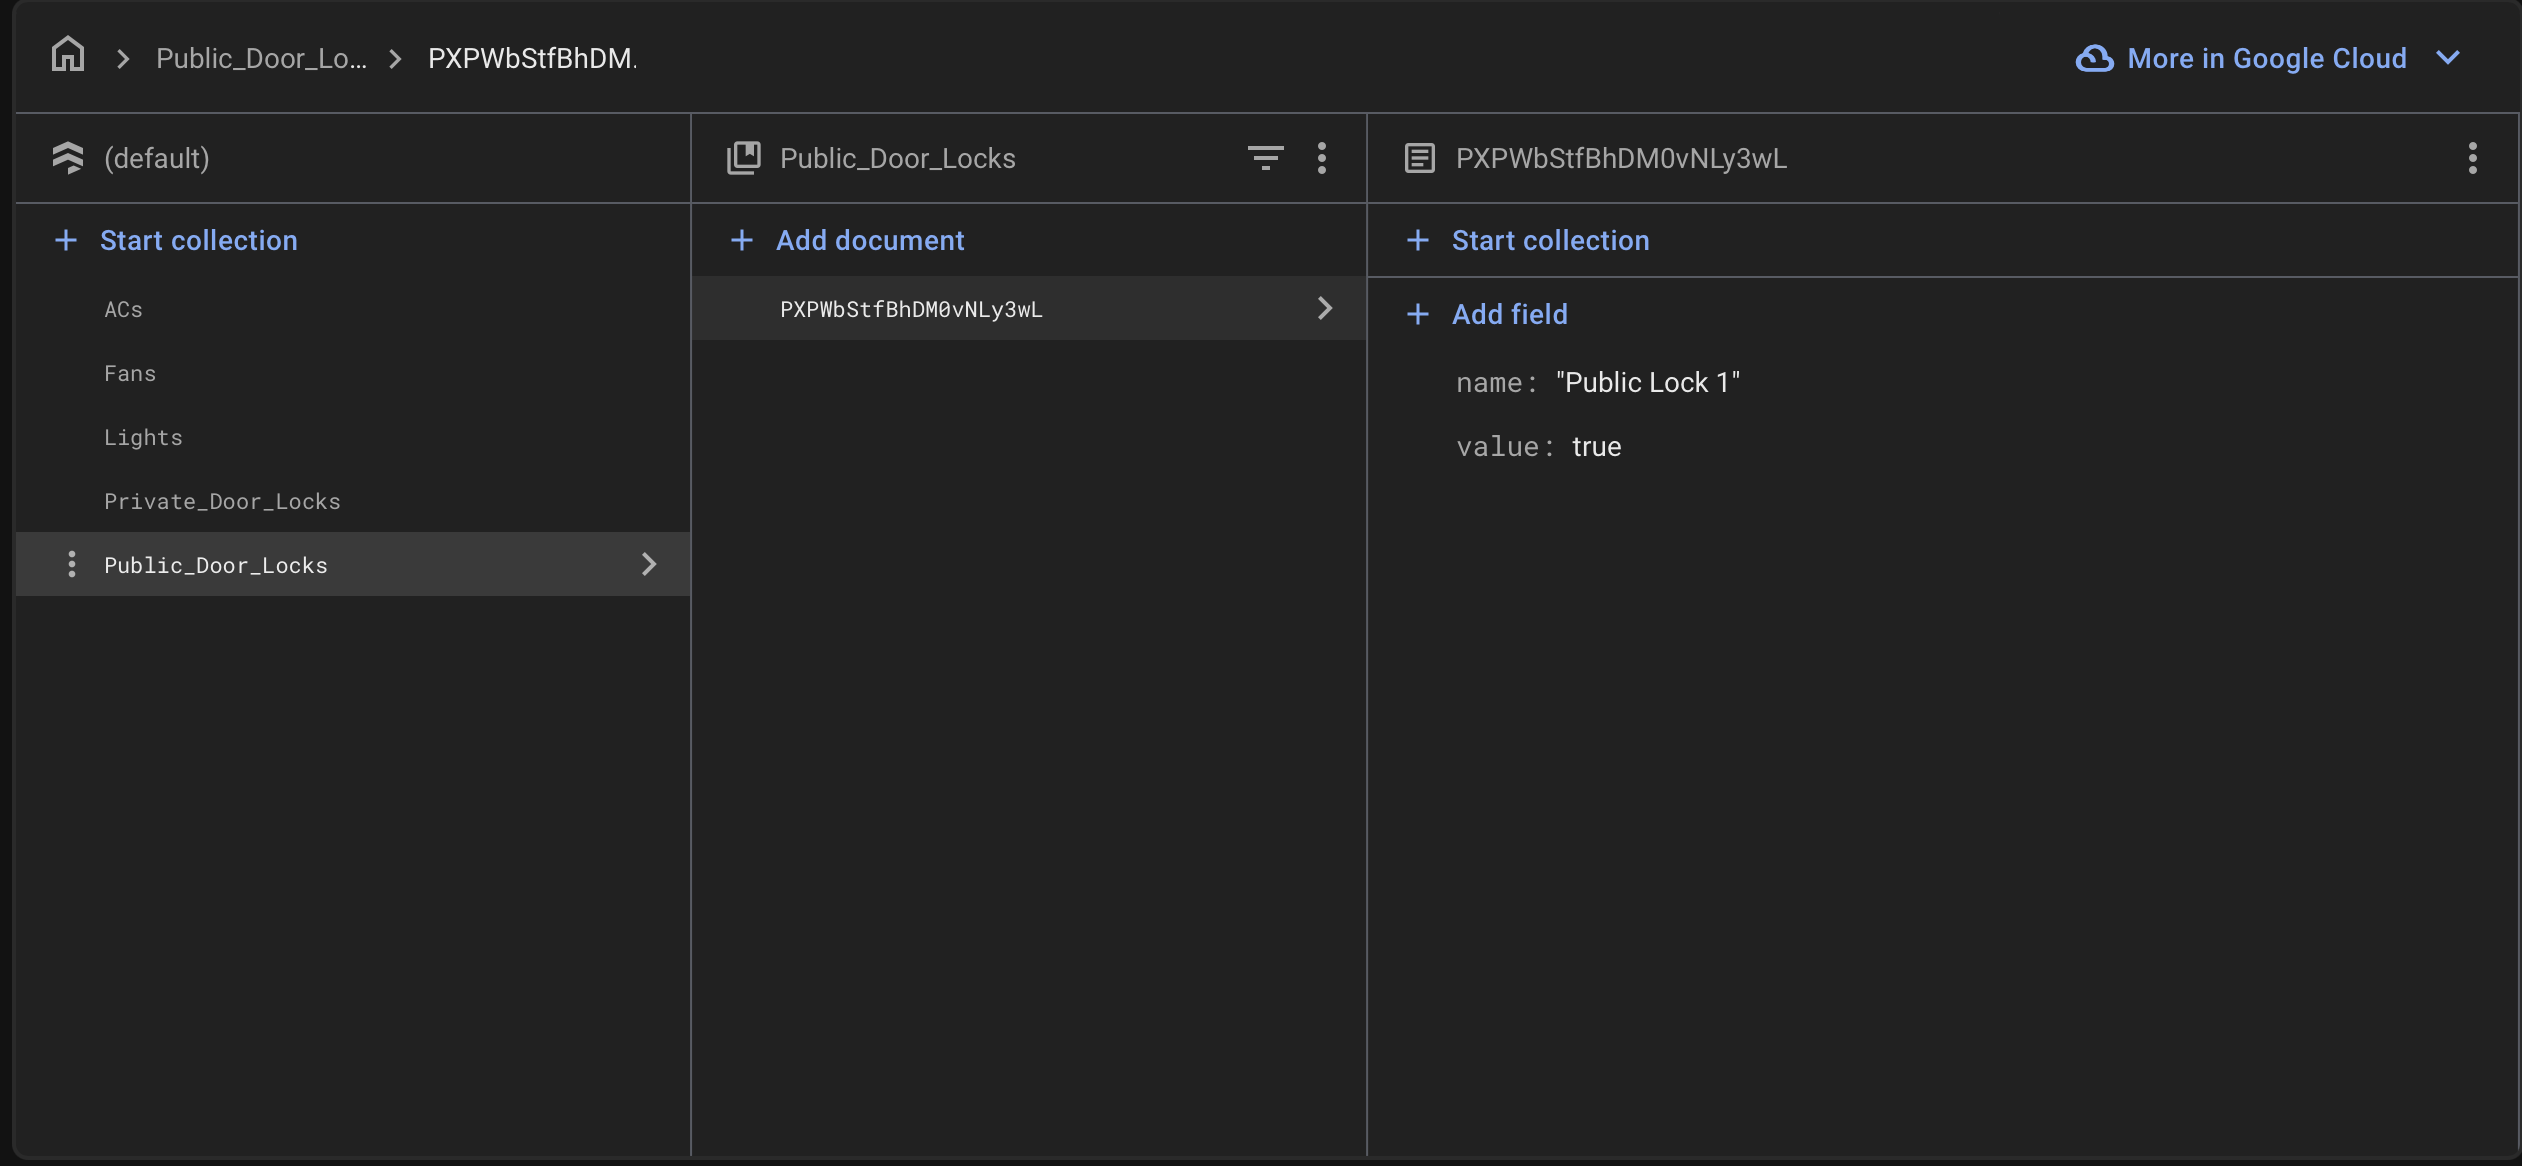 Public_Door_Lo... > PXPWbStfBhDM.
More in Google Cloud
(default)
Start collection
ACs
Fans
Lights
Private_Door_Locks
Public_Door_Locks
Public_Door_Locks
Add document
PXPWbStfBhDM0vNLy3wL
PXPWbStfBhDM0vNLy3wL
Start collection
Add field
name: "Public Lock 1"
value: true